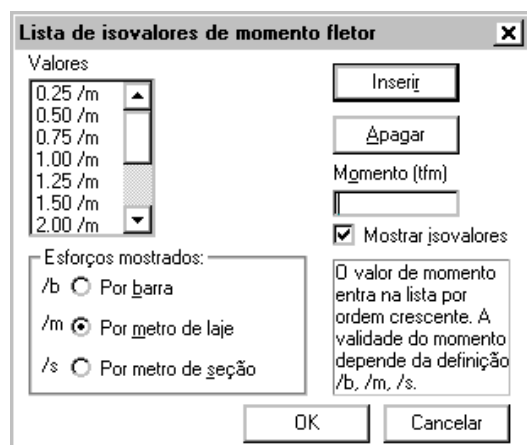 Lista de isovalores de momento fletor
Valores
0.25 /m
0.50 /m
0.75 /m
1.00 /m
1.25 /m
1.50 /m
2.00 /m
Inserir
Apagar
Momento (tfm)
Mostrar isovalores
Esforços mostrados:
/b Por barra
/m Por metro de laje
/s Por metro de seção
O valor de momento
entra na lista por
ordem crescente. A
validade do momento
depende da definição
/b, /m, /s.
OK
Cancelar